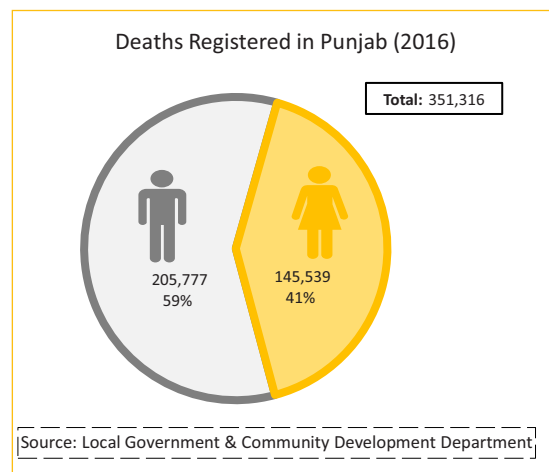 Deaths Registered in Punjab (2016)
Total: 351,316
205,777
59%
145,539
41%
Source: Local Government & Community Development Department